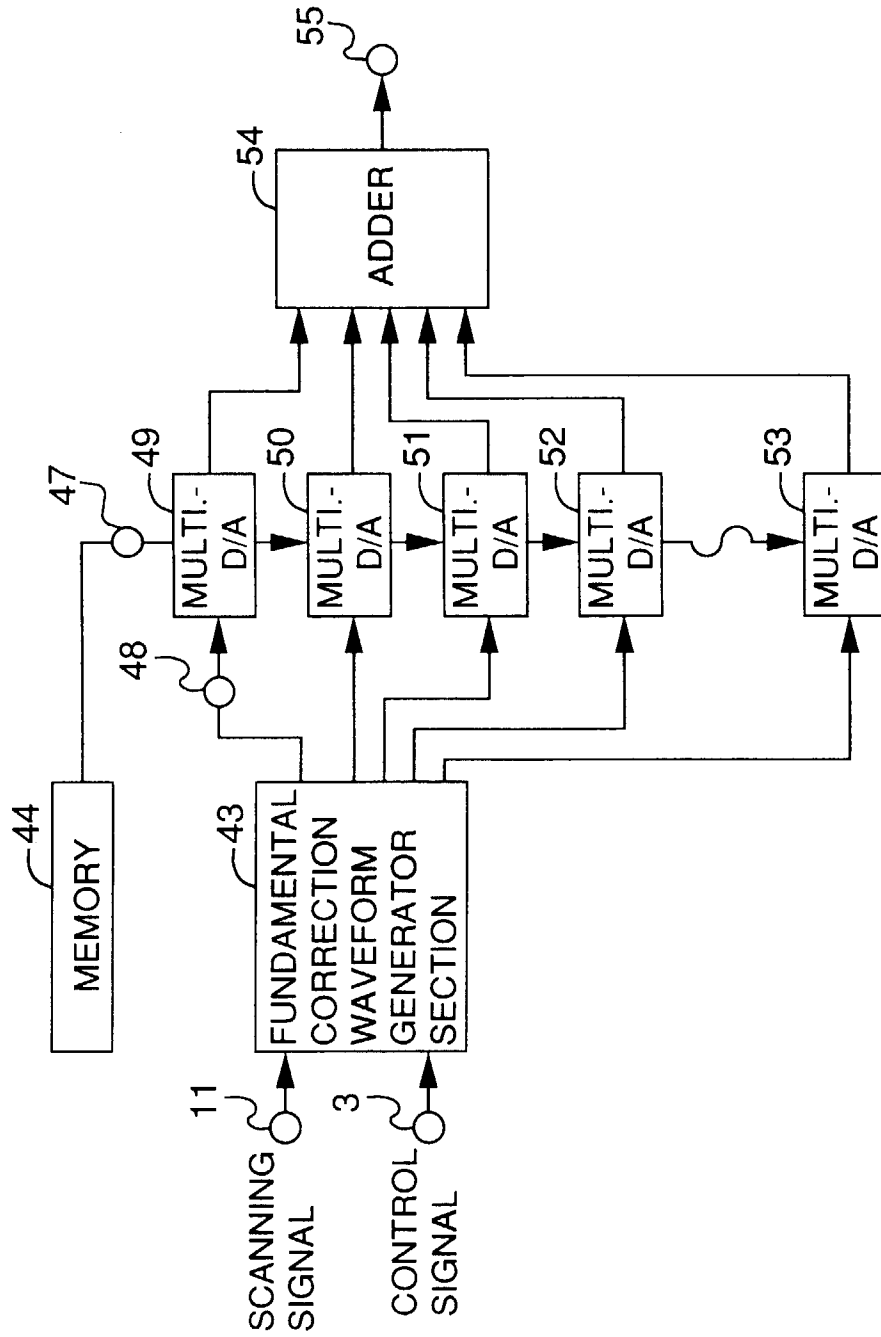 44
MEMORY
47
48
49
MULTI.-
D/A
50
MULTI.-
D/A
51
MULTI.-
D/A
52
MULTI.-
D/A
53
MULTI.-
D/A
54
ADDER
55
43
FUNDAMENTAL
CORRECTION
WAVEFORM
GENERATOR
SECTION
11
SCANNING
SIGNAL
3
CONTROL
SIGNAL